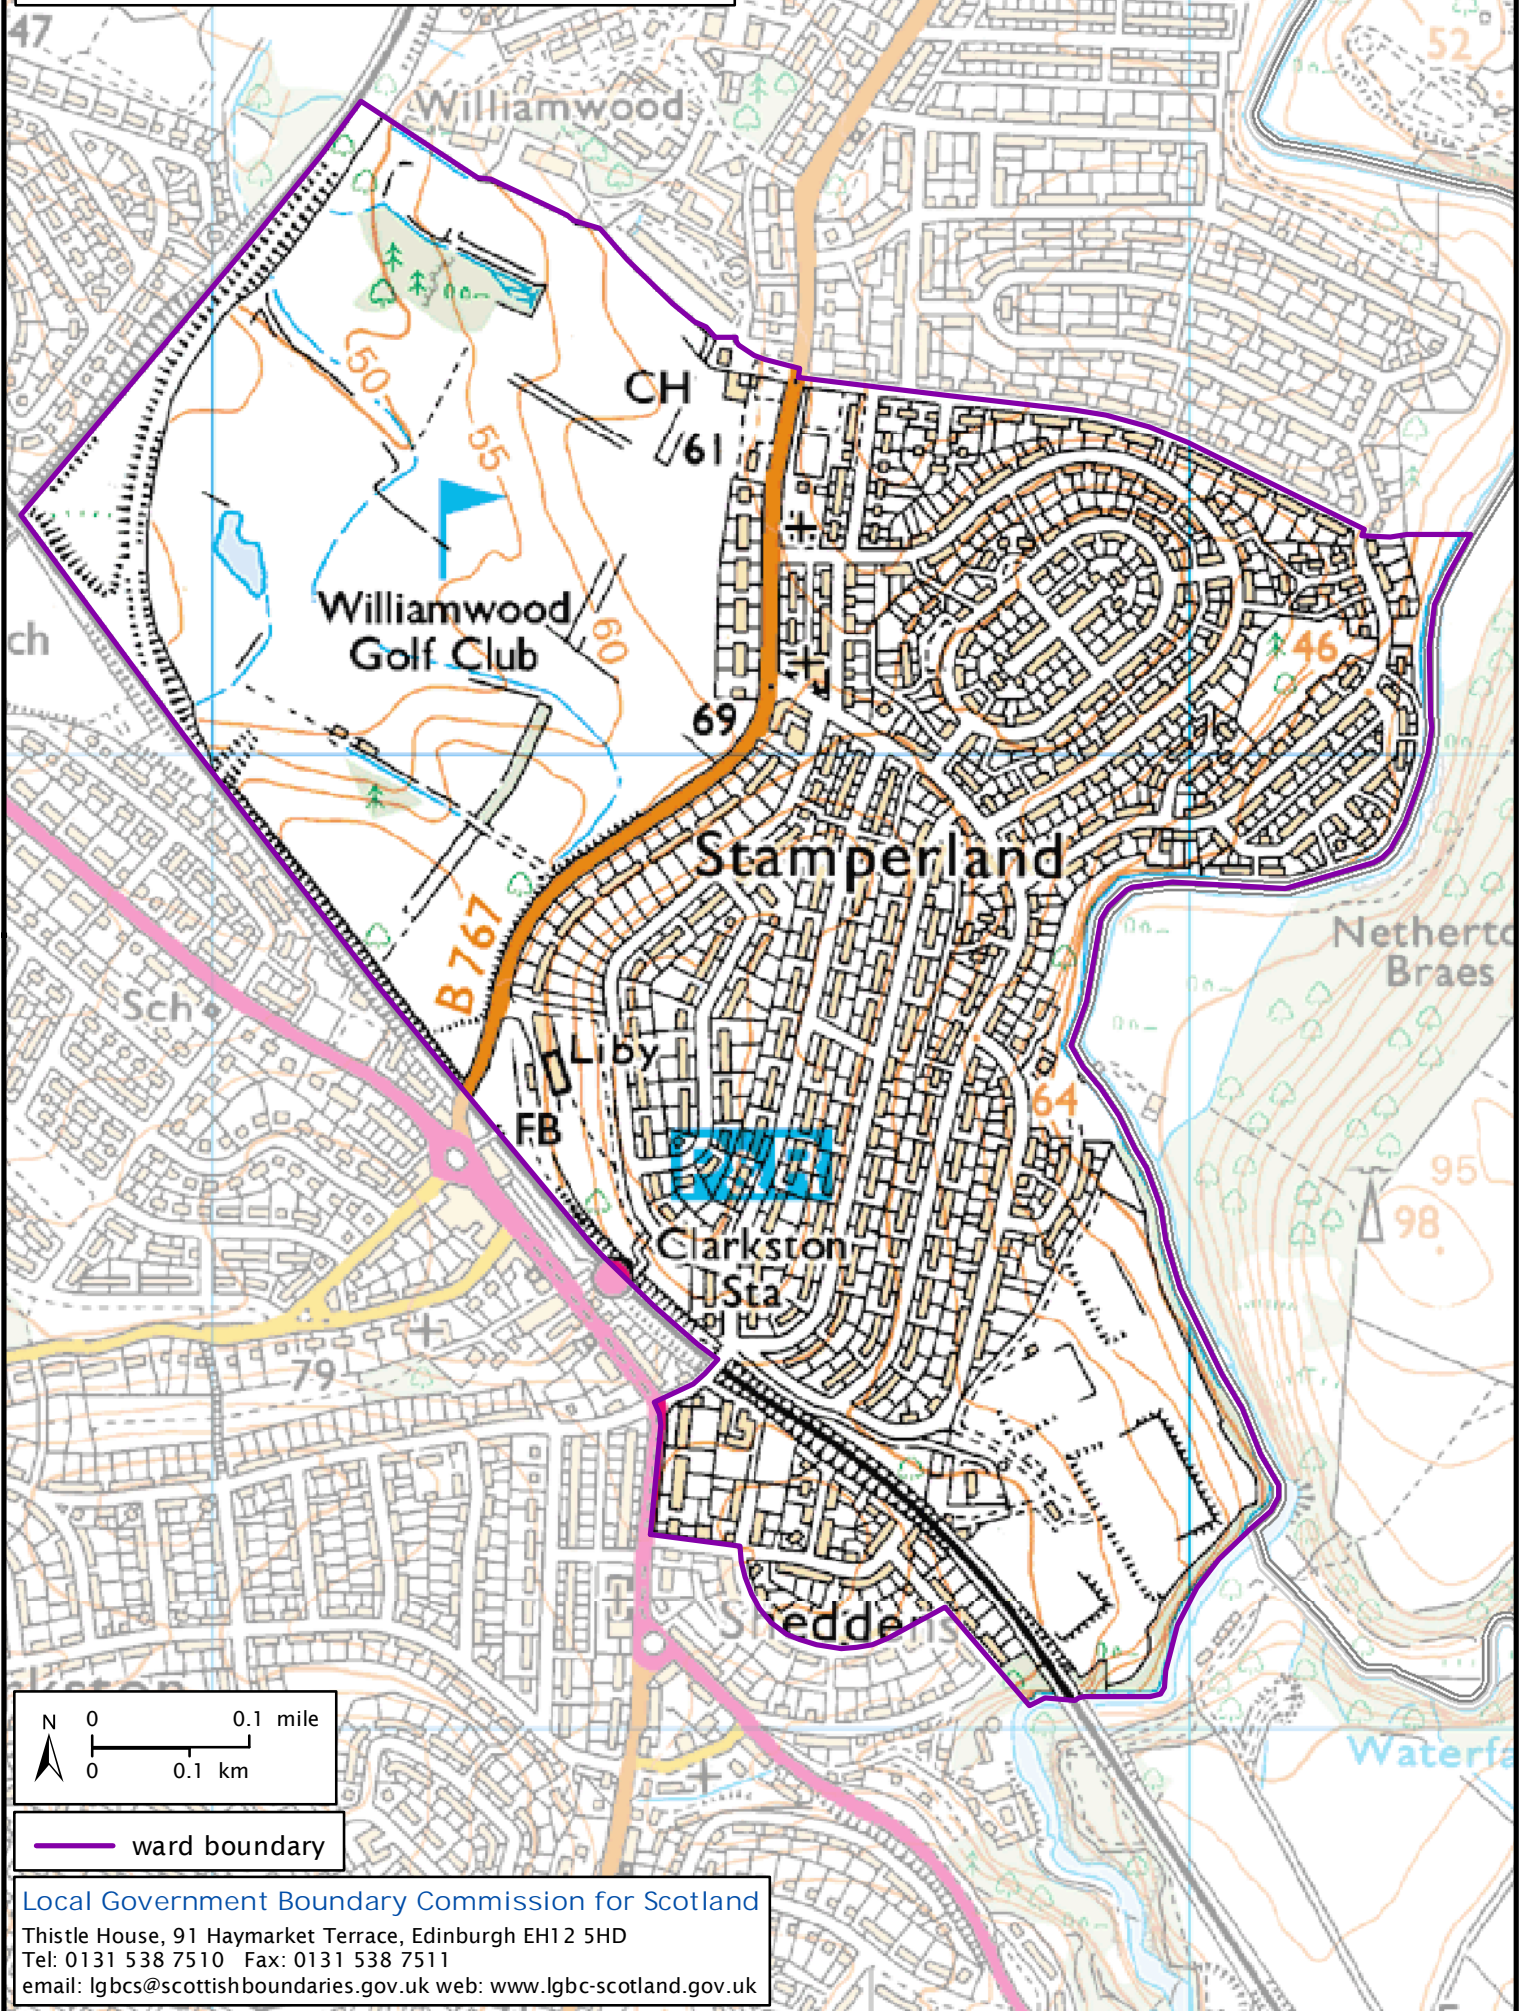 47
52
Williamwood
50
CH
61
55
Williamwood
Golf Club
60
46
ch
69
Stamperland
B767
Sch
Braes
Liby
FB
64
P&R
95
98
Clarkston
Sta
79
Sheddens
N 0 0.1 mile
0 0.1 km
ward boundary
Local Government Boundary Commission for Scotland
Thistle House, 91 Haymarket Terrace, Edinburgh EH12 5HD
Tel: 0131 538 7510 Fax: 0131 538 7511
email: lgbcs@scottishboundaries.gov.uk web: www.lgbc-scotland.gov.uk